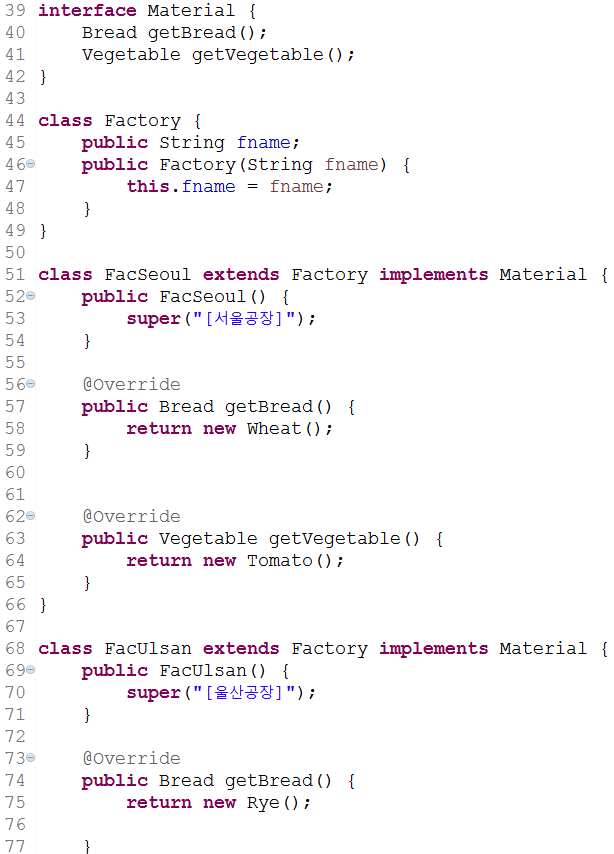 39 interface Material {
40     Bread getBread();
41     Vegetable getVegetable();
42 }
43
44 class Factory {
45     public String fname;
46     public Factory(String fname) {
47         this.fname = fname;
48     }
49 }
50
51 class FacSeoul extends Factory implements Material {
52     public FacSeoul() {
53         super("[서울공장]");
54     }
55
56     @Override
57     public Bread getBread() {
58         return new Wheat();
59     }
60
61
62     @Override
63     public Vegetable getVegetable() {
64         return new Tomato();
65     }
66 }
67
68 class FacUlsan extends Factory implements Material {
69     public FacUlsan() {
70         super("[울산공장]");
71     }
72
73     @Override
74     public Bread getBread() {
75         return new Rye();
76
77     }